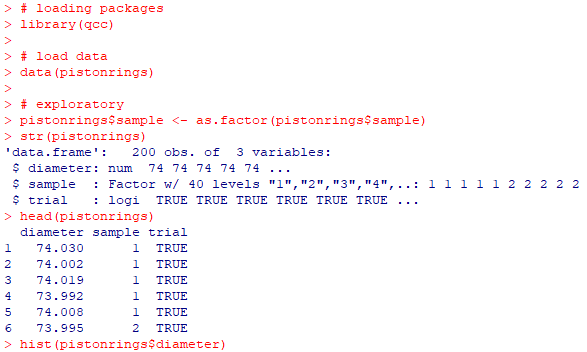 > # loading packages
> library(qcc)
>
> # load data
> data(pistonrings)
>
> # exploratory
> pistonrings$sample <- as.factor(pistonrings$sample)
> str(pistonrings)
'data.frame':   200 obs. of  3 variables:
 $ diameter: num  74 74 74 74 74 ...
 $ sample  : Factor w/ 40 levels "1","2","3","4",..: 1 1 1 1 1 2 2 2 2 2
 $ trial   : logi  TRUE TRUE TRUE TRUE TRUE TRUE ...
> head(pistonrings)
  diameter sample trial
1   74.030      1  TRUE
2   74.002      1  TRUE
3   74.019      1  TRUE
4   73.992      1  TRUE
5   74.008      1  TRUE
6   73.995      2  TRUE
> hist(pistonrings$diameter)